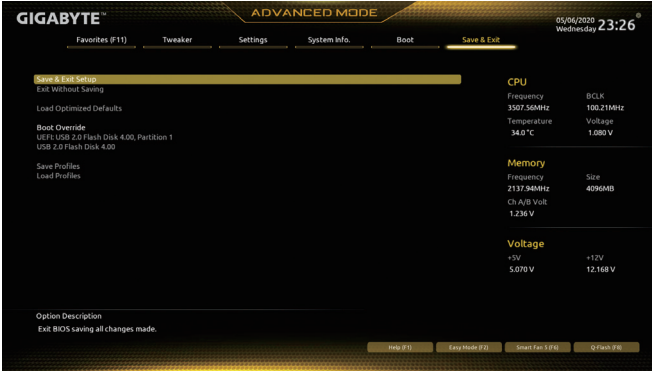 GIGABYTE™
ADVANCED MODE
05/06/2020
Wednesday 23:26
Favorites (F11) Tweaker Settings System Info. Boot Save & Exit
Save & Exit Setup
Exit Without Saving
Load Optimized Defaults
Boot Override
UEFI: USB 2.0 Flash Disk 4.00, Partition 1
USB 2.0 Flash Disk 4.00
Save Profiles
Load Profiles
CPU
Frequency BCLK
3507.56MHz 100.21MHz
Temperature Voltage
34.0 °C 1.080 V
Memory
Frequency Size
2137.94MHz 4096MB
Ch A/B Volt
1.236 V
Voltage
+5V +12V
5.070 V 12.168 V
Option Description
Exit BIOS saving all changes made.
Help (F1) Easy Mode (F2) Smart Fan 5 (F6) Q-Flash (F8)